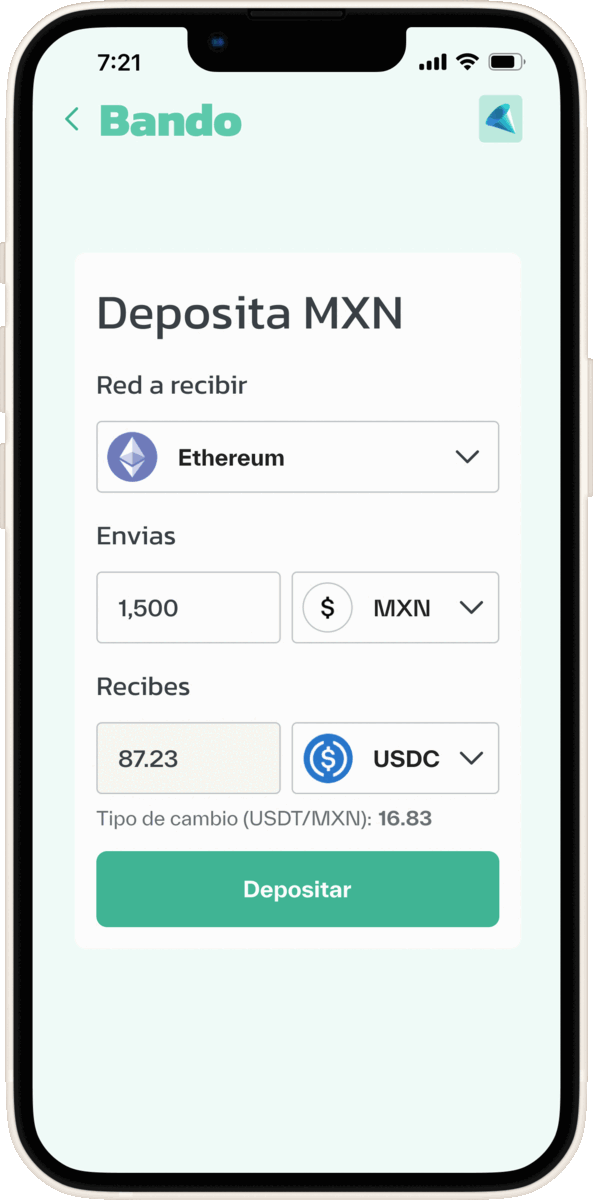 7:21
Bando
Deposita MXN
Red a recibir
Ethereum
Envias
1,500
$ MXN
Recibes
87.23
$ USDC
Tipo de cambio (USDT/MXN): 16.83
Depositar